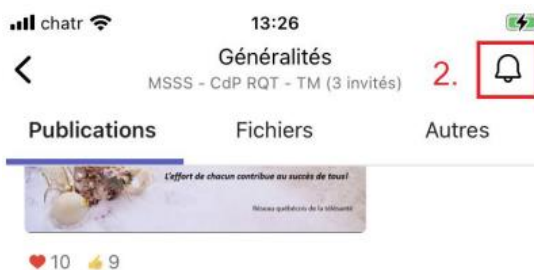 chatr 13:26
Généralités
MSSS - CdP RQT - TM (3 invités) 2.
Publications Fichiers Autres
L'effort de chacun contribue au succès de tous!
Réseau québécois de la télésanté
10 9